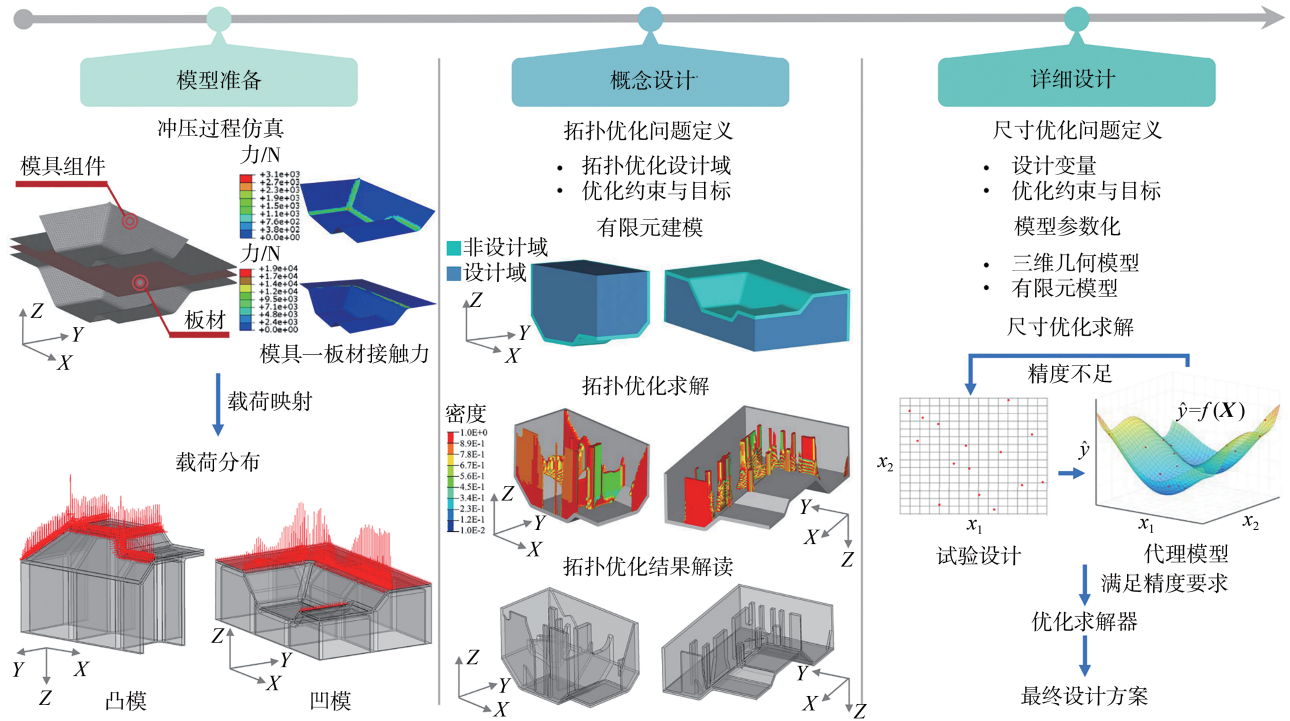 模型准备
冲压过程仿真
模具组件
力/N
+3.1e+03
+2.7e+03
+2.3e+03
+1.9e+03
+1.5e+03
+1.1e+03
+7.6e+02
+3.8e+02
+0.0e+00
力/N
+1.9e+04
+1.7e+04
+1.4e+04
+1.2e+04
+9.5e+03
+7.1e+03
+4.8e+03
+2.4e+03
+0.0e+00
板材
Z
Y
X
模具—板材接触力
载荷映射
载荷分布
Y
X
Z
凸模
Z
Y
X
凹模
概念设计
拓扑优化问题定义
• 拓扑优化设计域
• 优化约束与目标
有限元建模
非设计域
设计域
Z
Y
X
拓扑优化求解
密度
1.0E+0
8.9E-1
7.8E-1
6.7E-1
5.6E-1
4.5E-1
3.4E-1
2.3E-1
1.2E-1
1.0E-2
Z
Y
X
Y
X
Z
拓扑优化结果解读
Z
Y
X
Y
X
Z
详细设计
尺寸优化问题定义
• 设计变量
• 优化约束与目标
模型参数化
• 三维几何模型
• 有限元模型
尺寸优化求解
精度不足
x₂
x₁
试验设计
ŷ=f(X)
ŷ
x₁
x₂
代理模型
满足精度要求
优化求解器
最终设计方案